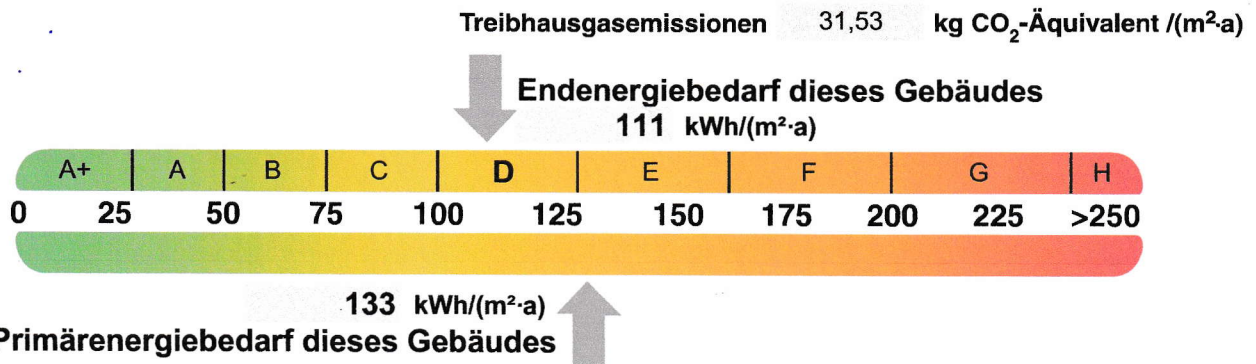 Treibhausgasemissionen 31,53 kg CO₂-Äquivalent /(m²·a)
Endenergiebedarf dieses Gebäudes
111 kWh/(m²·a)
A+ A B C D E F G H
0 25 50 75 100 125 150 175 200 225 >250
133 kWh/(m²·a)
Primärenergiebedarf dieses Gebäudes